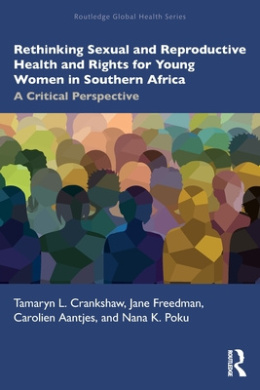 Routledge Global Health Series
Rethinking Sexual and Reproductive
Health and Rights for Young
Women in Southern Africa
A Critical Perspective
Tamaryn L. Crankshaw, Jane Freedman,
Carolien Aantjes, and Nana K. Poku
R
ROUTLEDGE